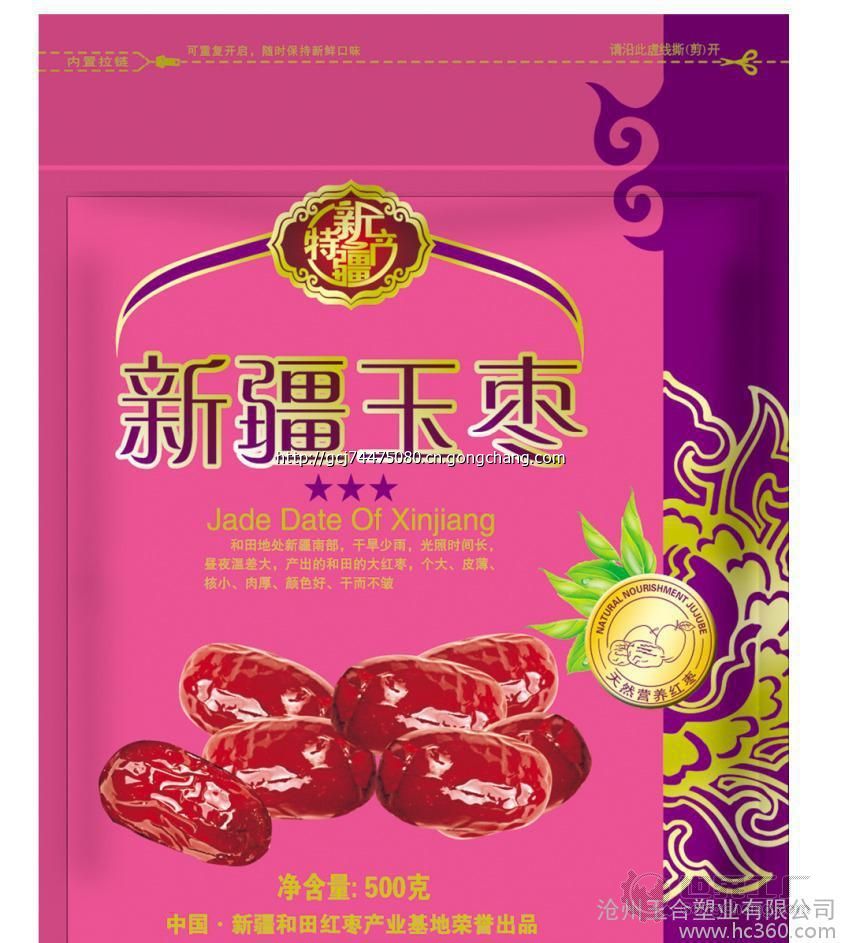 可重复开启，随时保持新鲜口味
请沿此虚线撕(剪)开
内置拉链
新疆特产
新疆玉枣
http://gcj74475080.cn.gongchang.com
★★★
Jade Date Of Xinjiang
和田地处新疆南部，干旱少雨，光照时间长，
昼夜温差大，产出的和田的大红枣，个大、皮薄、
核小、肉厚、颜色好、干而不皱
NATURAL NOURISHMENT JUJUBE
天然营养红枣
净含量: 500克
中国·新疆和田红枣产业基地荣誉出品
沧州玉合塑业有限公司
www.hc360.com